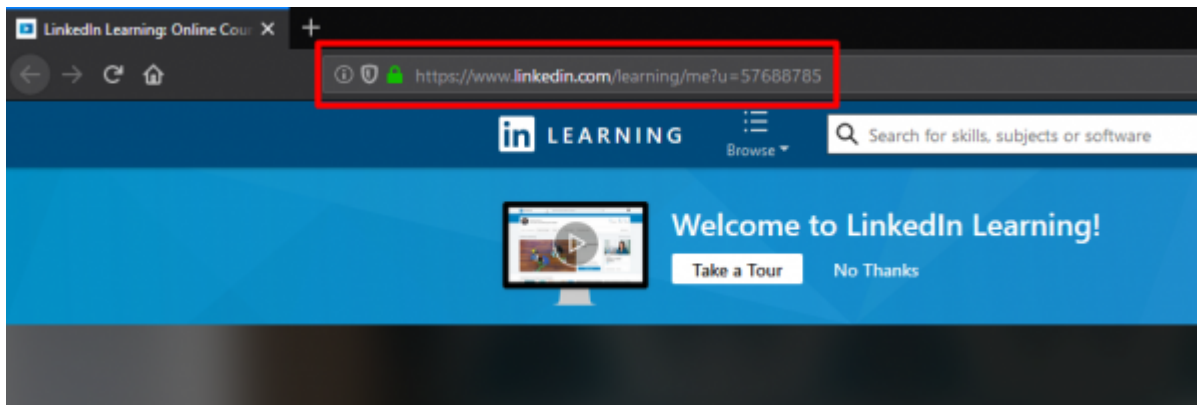 LinkedIn Learning: Online Cour
https://www.linkedin.com/learning/me?u=57688785
in LEARNING
Browse
Search for skills, subjects or software
Welcome to LinkedIn Learning!
Take a Tour
No Thanks